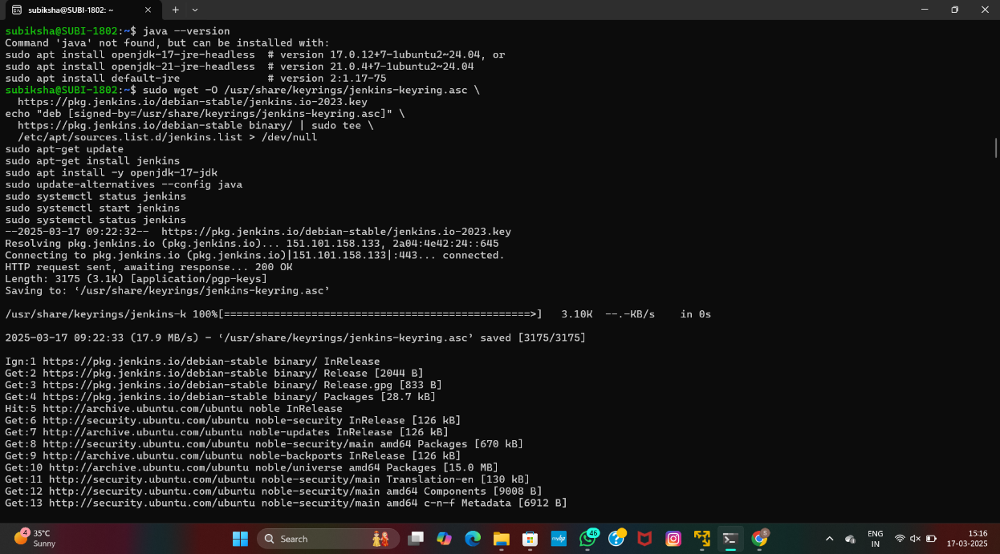 subiksha@SUBI-1802: ~
subiksha@SUBI-1802:~$ java --version
Command 'java' not found, but can be installed with:
sudo apt install openjdk-17-jre-headless  # version 17.0.12+7-1ubuntu2~24.04, or
sudo apt install openjdk-21-jre-headless  # version 21.0.4+7-1ubuntu2~24.04
sudo apt install default-jre              # version 2:1.17-75
subiksha@SUBI-1802:~$ sudo wget -O /usr/share/keyrings/jenkins-keyring.asc \
  https://pkg.jenkins.io/debian-stable/jenkins.io-2023.key
echo "deb [signed-by=/usr/share/keyrings/jenkins-keyring.asc]" \
  https://pkg.jenkins.io/debian-stable binary/ | sudo tee \
  /etc/apt/sources.list.d/jenkins.list > /dev/null
sudo apt-get update
sudo apt-get install jenkins
sudo apt install -y openjdk-17-jdk
sudo update-alternatives --config java
sudo systemctl status jenkins
sudo systemctl start jenkins
sudo systemctl status jenkins
--2025-03-17 09:22:32--  https://pkg.jenkins.io/debian-stable/jenkins.io-2023.key
Resolving pkg.jenkins.io (pkg.jenkins.io)... 151.101.158.133, 2a04:4e42:24::645
Connecting to pkg.jenkins.io (pkg.jenkins.io)|151.101.158.133|:443... connected.
HTTP request sent, awaiting response... 200 OK
Length: 3175 (3.1K) [application/pgp-keys]
Saving to: ‘/usr/share/keyrings/jenkins-keyring.asc’
/usr/share/keyrings/jenkins-k 100%[=================================================>]   3.10K  --.-KB/s    in 0s
2025-03-17 09:22:33 (17.9 MB/s) - ‘/usr/share/keyrings/jenkins-keyring.asc’ saved [3175/3175]
Ign:1 https://pkg.jenkins.io/debian-stable binary/ InRelease
Get:2 https://pkg.jenkins.io/debian-stable binary/ Release [2044 B]
Get:3 https://pkg.jenkins.io/debian-stable binary/ Release.gpg [833 B]
Get:4 https://pkg.jenkins.io/debian-stable binary/ Packages [28.7 kB]
Hit:5 http://archive.ubuntu.com/ubuntu noble InRelease
Get:6 http://security.ubuntu.com/ubuntu noble-security InRelease [126 kB]
Get:7 http://archive.ubuntu.com/ubuntu noble-updates InRelease [126 kB]
Get:8 http://security.ubuntu.com/ubuntu noble-security/main amd64 Packages [670 kB]
Get:9 http://archive.ubuntu.com/ubuntu noble-backports InRelease [126 kB]
Get:10 http://archive.ubuntu.com/ubuntu noble/universe amd64 Packages [15.0 MB]
Get:11 http://security.ubuntu.com/ubuntu noble-security/main Translation-en [130 kB]
Get:12 http://security.ubuntu.com/ubuntu noble-security/main amd64 Components [9008 B]
Get:13 http://security.ubuntu.com/ubuntu noble-security/main amd64 c-n-f Metadata [6912 B]
4
35°C
Sunny
Search
myhp
46
5
ENG
IN
15:16
17-03-2025